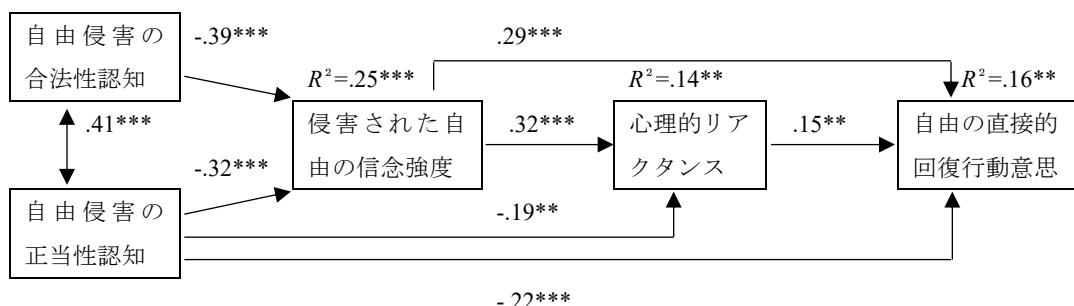 自由侵害の
合法性認知
-.39***
.29***
R²=.25***
R²=.14**
R²=.16**
.41***
侵害された自
由の信念強度
.32***
心理的リア
クタンス
.15**
自由の直接的
回復行動意思
-.32***
自由侵害の
正当性認知
-.19**
-.22***